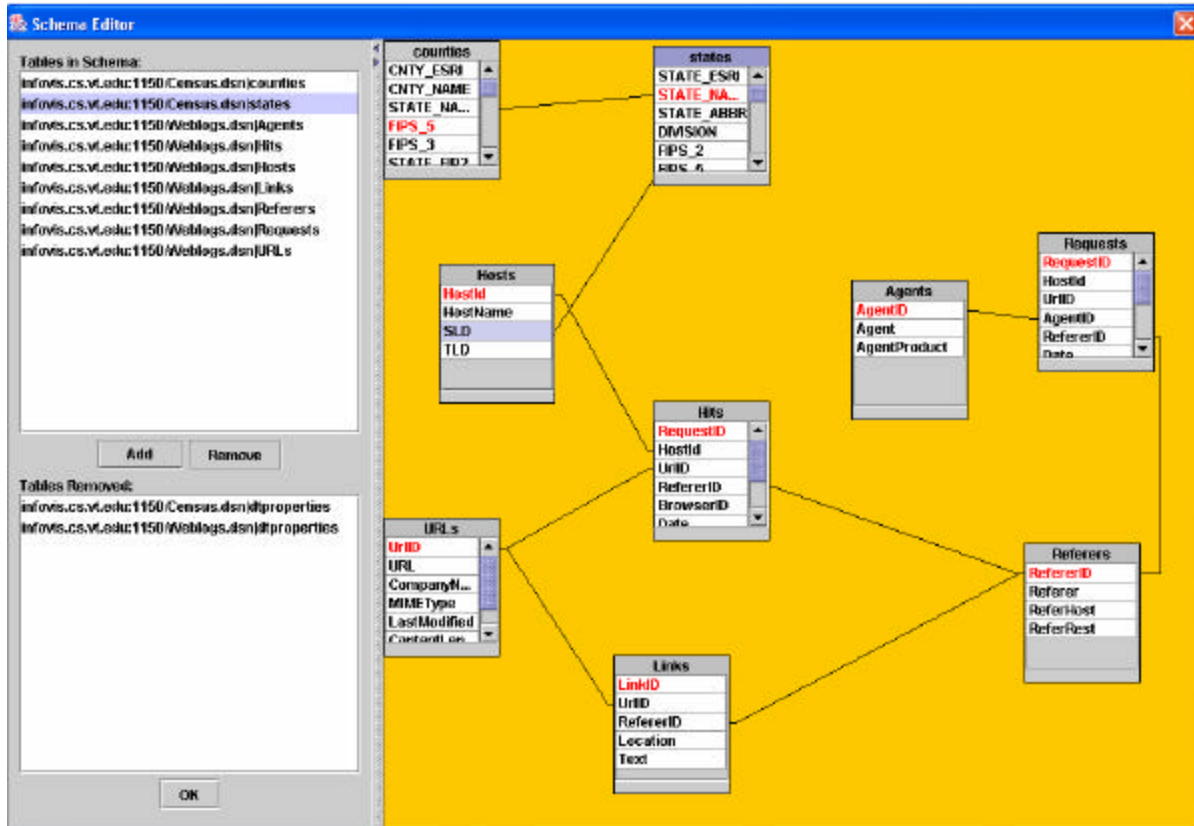 Schema Editor
Tables in Schema:
infovis.cs.vt.edu:1150/Census.dsn|counties
infovis.cs.vt.edu:1150/Census.dsn|states
infovis.cs.vt.edu:1150/Weblogs.dsn|Agents
infovis.cs.vt.edu:1150/Weblogs.dsn|Hits
infovis.cs.vt.edu:1150/Weblogs.dsn|Hosts
infovis.cs.vt.edu:1150/Weblogs.dsn|Links
infovis.cs.vt.edu:1150/Weblogs.dsn|Referers
infovis.cs.vt.edu:1150/Weblogs.dsn|Requests
infovis.cs.vt.edu:1150/Weblogs.dsn|URLs
Add
Remove
Tables Removed:
infovis.cs.vt.edu:1150/Census.dsn|dtproperties
infovis.cs.vt.edu:1150/Weblogs.dsn|dtproperties
OK
counties
CNTY_ESRI
CNTY_NAME
STATE_NA...
FIPS_5
FIPS_3
STATE_FIP2
states
STATE_ESRI
STATE_NA...
STATE_ABBR
DIVISION
FIPS_2
FIPS_5
Hosts
HostId
HostName
SLD
TLD
Agents
AgentID
Agent
AgentProduct
Requests
RequestID
HostId
UrlID
AgentID
RefererID
Date
Hits
RequestID
HostId
UrlID
RefererID
BrowserID
Date
URLs
UrlID
URL
CompanyN...
MIMEType
LastModified
ContentLen
Referers
RefererID
Referer
ReferHost
ReferRest
Links
LinkID
UrlID
RefererID
Location
Text